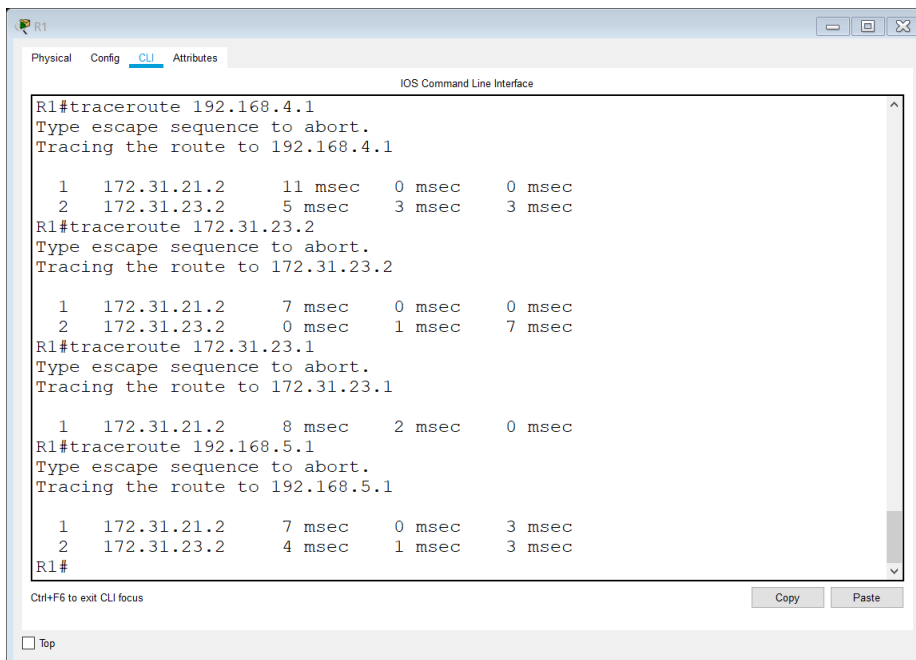 R1
Physical Config CLI Attributes
IOS Command Line Interface
R1#traceroute 192.168.4.1
Type escape sequence to abort.
Tracing the route to 192.168.4.1
1 172.31.21.2 11 msec 0 msec 0 msec
2 172.31.23.2 5 msec 3 msec 3 msec
R1#traceroute 172.31.23.2
Type escape sequence to abort.
Tracing the route to 172.31.23.2
1 172.31.21.2 7 msec 0 msec 0 msec
2 172.31.23.2 0 msec 1 msec 7 msec
R1#traceroute 172.31.23.1
Type escape sequence to abort.
Tracing the route to 172.31.23.1
1 172.31.21.2 8 msec 2 msec 0 msec
R1#traceroute 192.168.5.1
Type escape sequence to abort.
Tracing the route to 192.168.5.1
1 172.31.21.2 7 msec 0 msec 3 msec
2 172.31.23.2 4 msec 1 msec 3 msec
R1#
Ctrl+F6 to exit CLI focus Copy Paste
Top